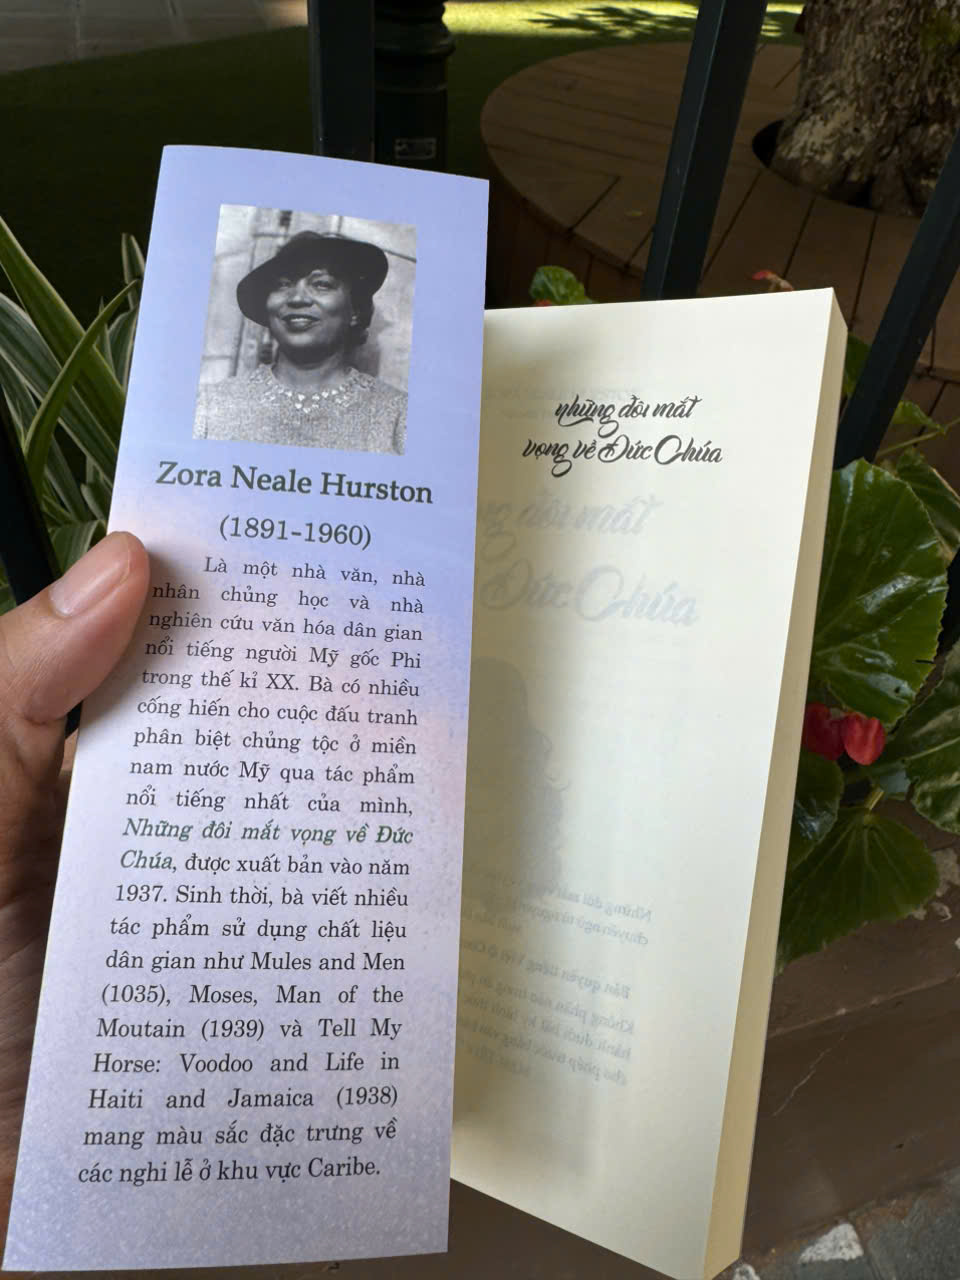 Zora Neale Hurston
(1891-1960)
Là một nhà văn, nhà
nhân chủng học và nhà
nghiên cứu văn hóa dân gian
nổi tiếng người Mỹ gốc Phi
trong thế kỉ XX. Bà có nhiều
cống hiến cho cuộc đấu tranh
phân biệt chủng tộc ở miền
nam nước Mỹ qua tác phẩm
nổi tiếng nhất của mình,
Những đôi mắt vọng về Đức
Chúa, được xuất bản vào năm
1937. Sinh thời, bà viết nhiều
tác phẩm sử dụng chất liệu
dân gian như Mules and Men
(1035), Moses, Man of the
Moutain (1939) và Tell My
Horse: Voodoo and Life in
Haiti and Jamaica (1938)
mang màu sắc đặc trưng về
các nghi lễ ở khu vực Caribe.
những đôi mắt
vọng về Đức Chúa